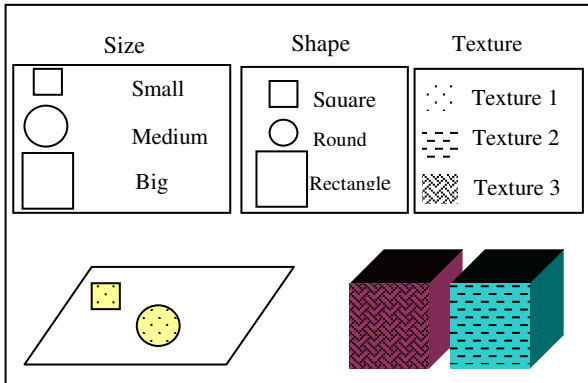 Size
Shape
Texture
Small
Medium
Big
Square
Round
Rectangle
Texture 1
Texture 2
Texture 3